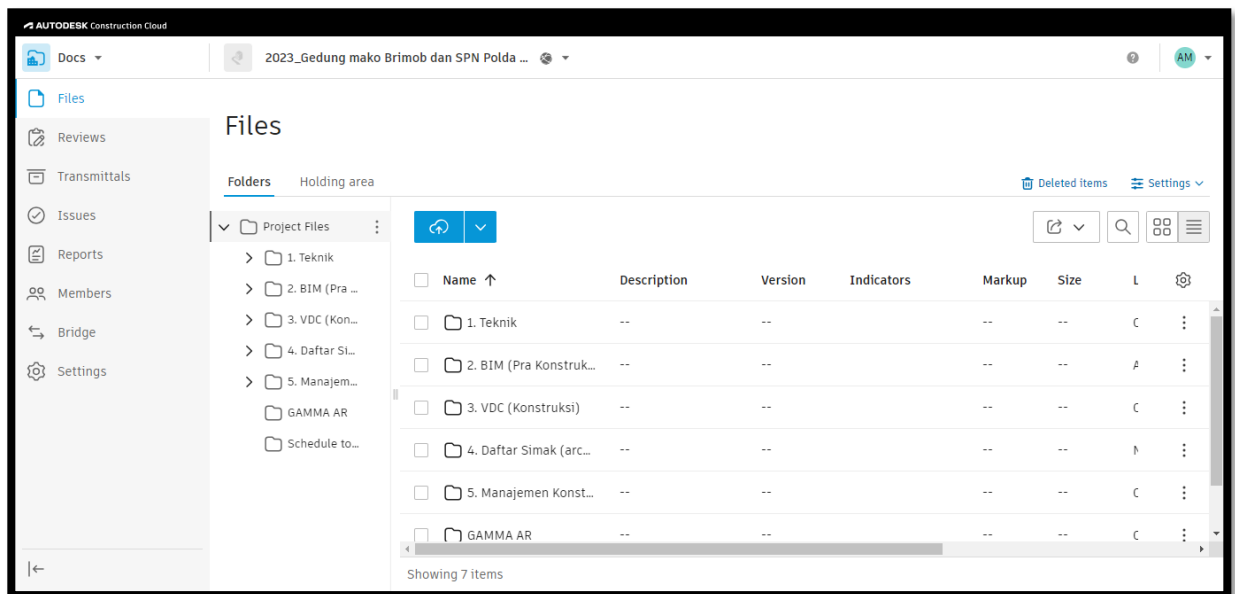 AUTODESK Construction Cloud
Docs
2023_Gedung mako Brimob dan SPN Polda ...
AM
Files
Reviews
Transmittals
Issues
Reports
Members
Bridge
Settings
Files
Folders Holding area
Deleted items Settings
Project Files
1. Teknik
2. BIM (Pra ...
3. VDC (Kon...
4. Daftar Si...
5. Manajem...
GAMMA AR
Schedule to...
Name Description Version Indicators Markup Size L
1. Teknik -- -- -- --
2. BIM (Pra Konstruk... -- -- -- --
3. VDC (Konstruksi) -- -- -- --
4. Daftar Simak (arc... -- -- -- --
5. Manajemen Konst... -- -- -- --
GAMMA AR -- -- -- --
Showing 7 items